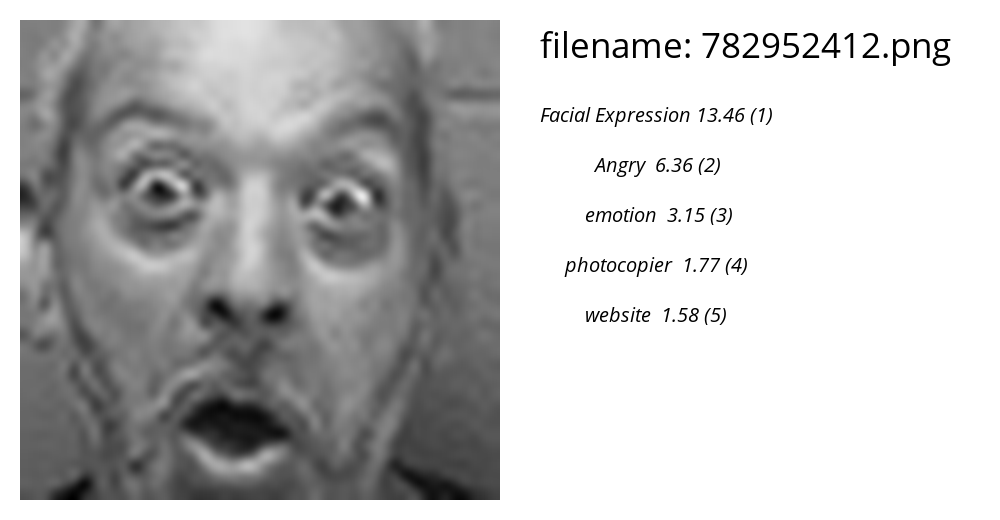 filename: 782952412.png
Facial Expression 13.46 (1)
Angry 6.36 (2)
emotion 3.15 (3)
photocopier 1.77 (4)
website 1.58 (5)